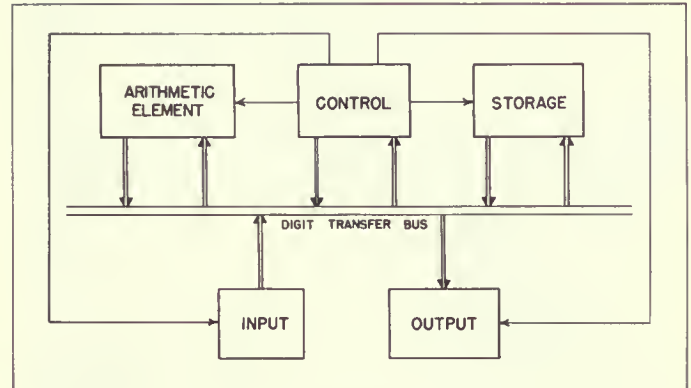 ARITHMETIC
ELEMENT
CONTROL
STORAGE
DIGIT TRANSFER BUS
INPUT
OUTPUT